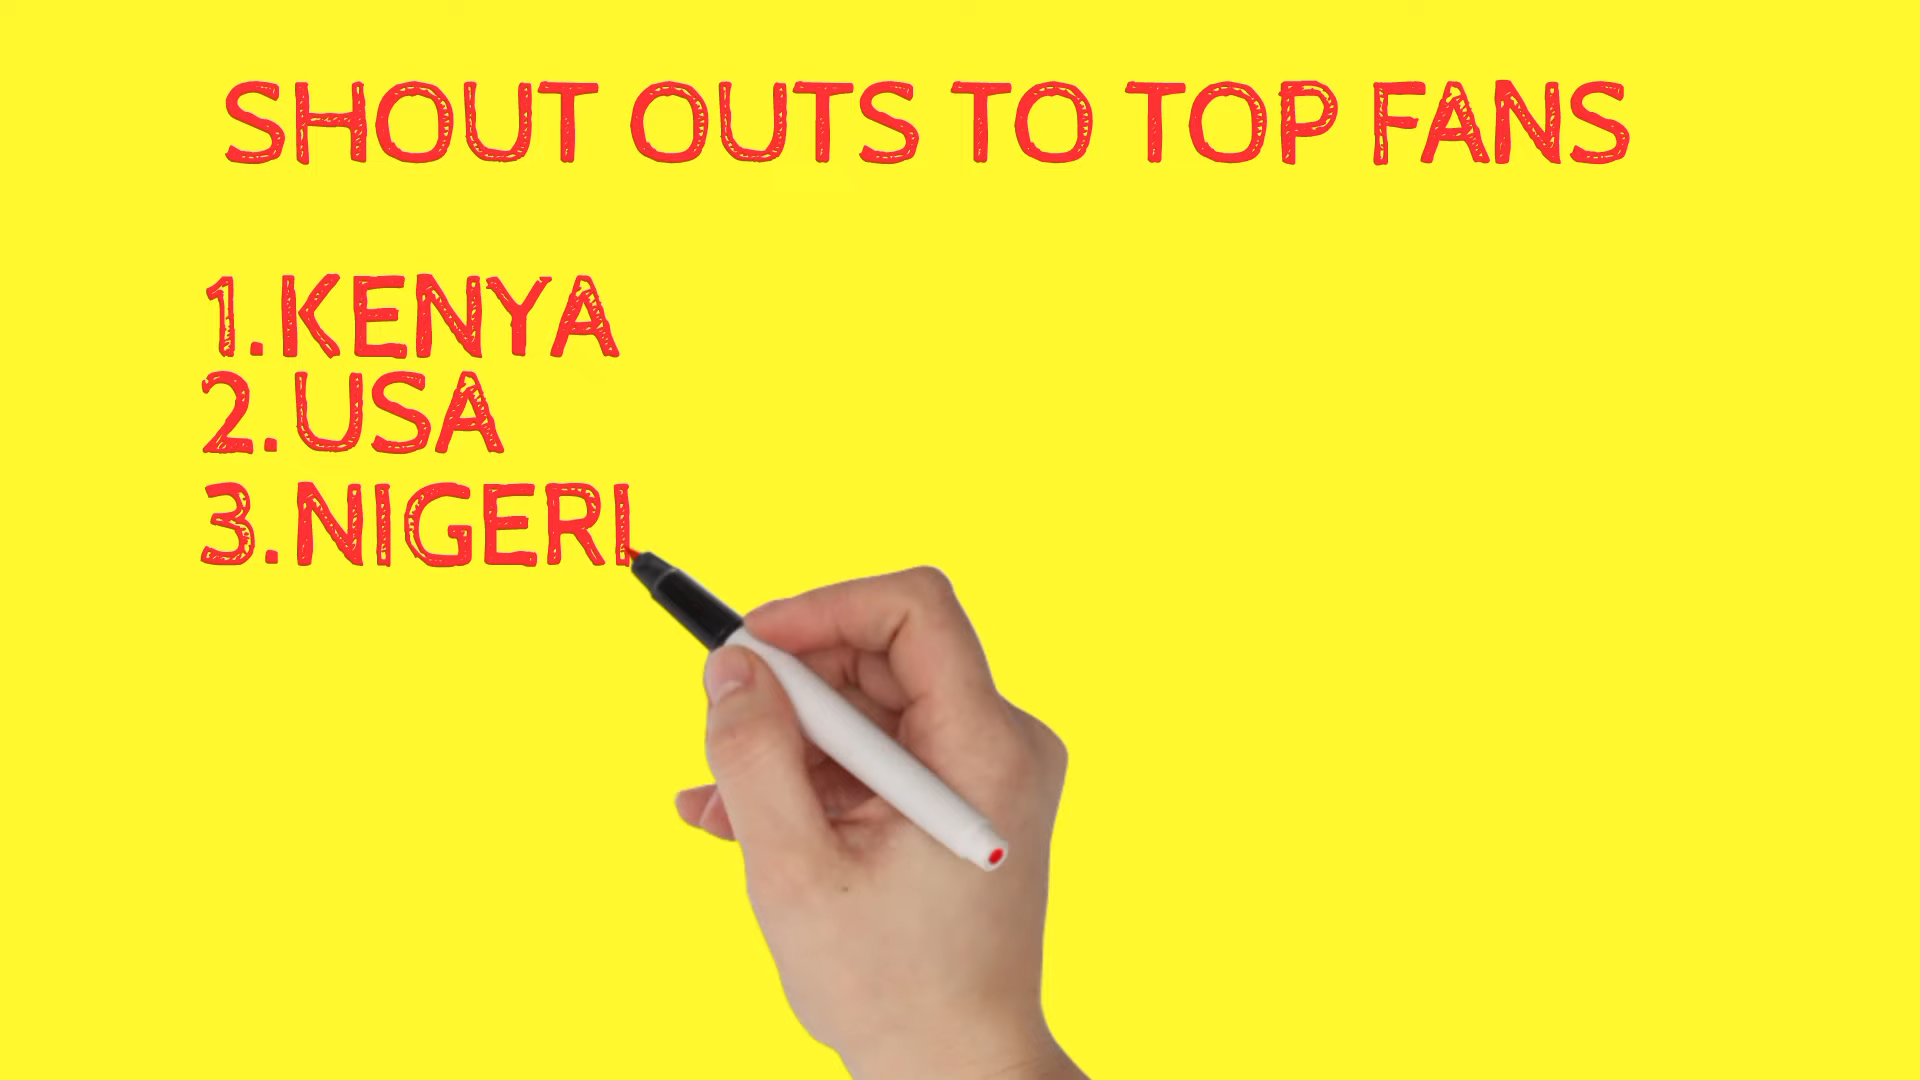 SHOUT OUTS TO TOP FANS
1.KENYA
2.USA
3.NIGERI